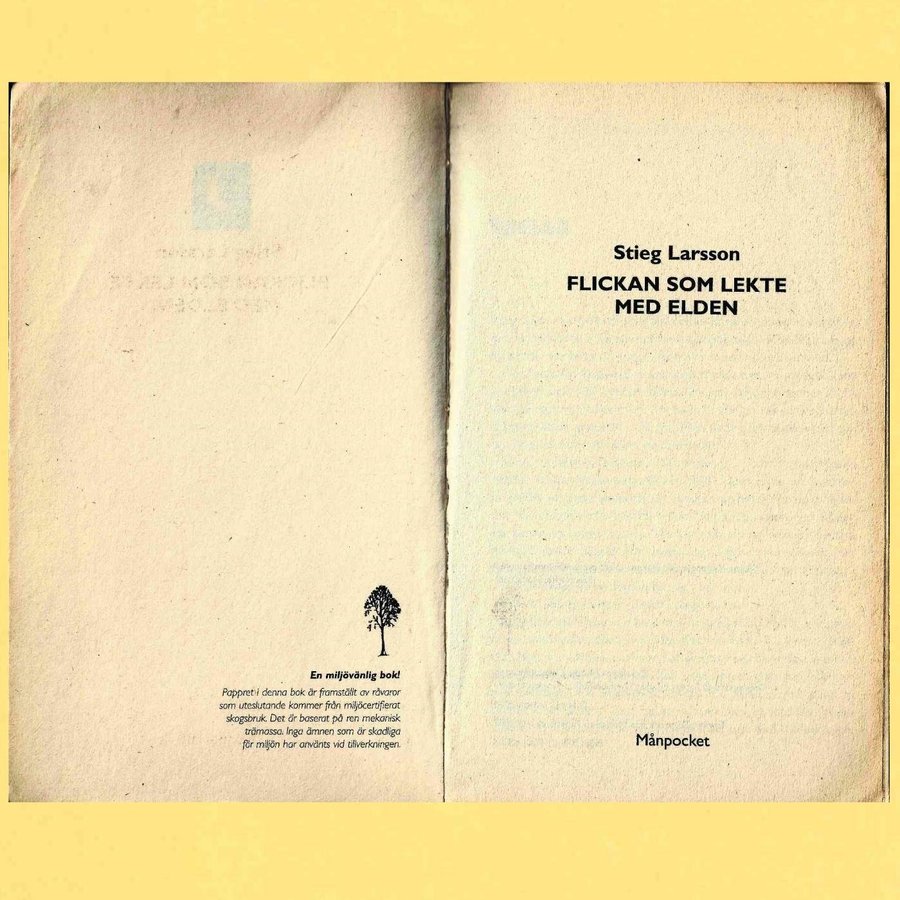 En miljövänlig bok!
Pappret i denna bok är framställt av råvaror
som uteslutande kommer från miljöcertifierat
skogsbruk. Det är baserat på ren mekanisk
trämassa. Inga ämnen som är skadliga
för miljön har använts vid tillverkningen.
Stieg Larsson
FLICKAN SOM LEKTE
MED ELDEN
Månpocket